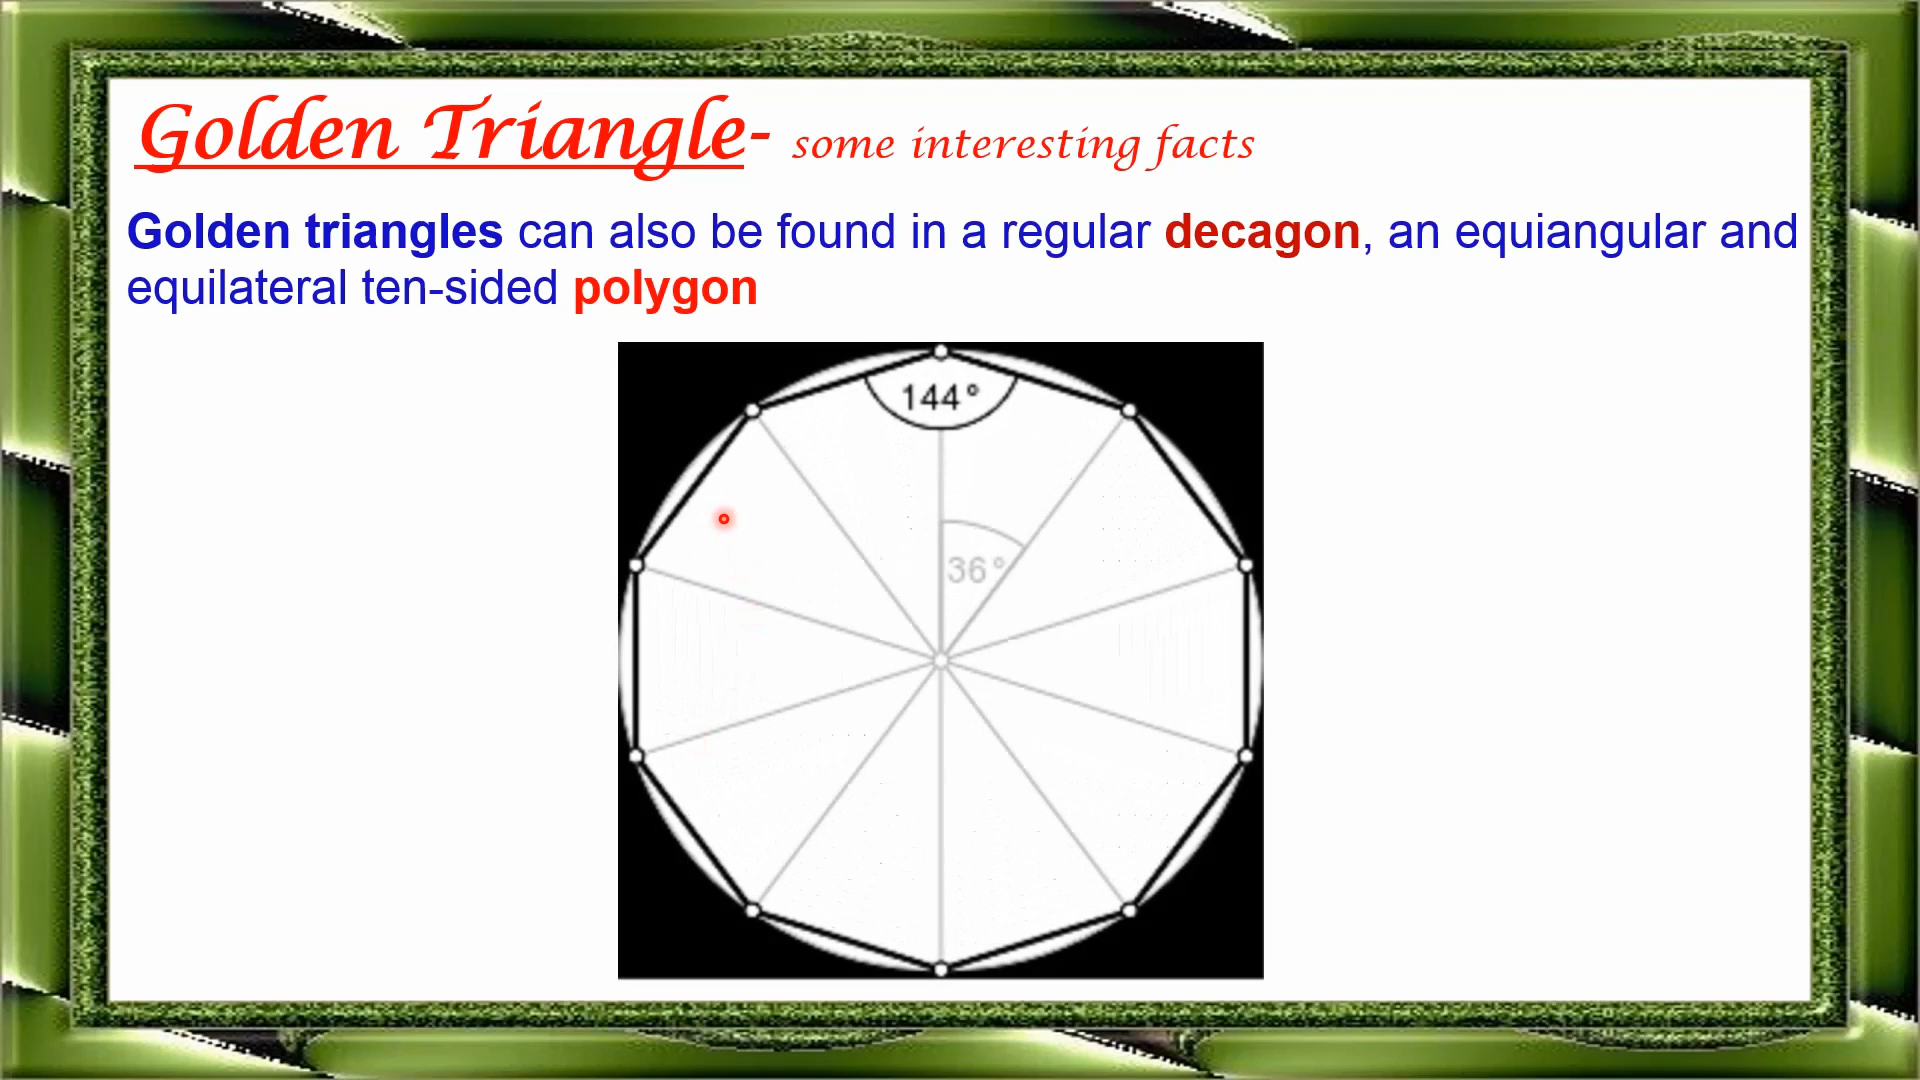 Golden Triangle- some interesting facts
Golden triangles can also be found in a regular decagon, an equiangular and
equilateral ten-sided polygon
144°
36°